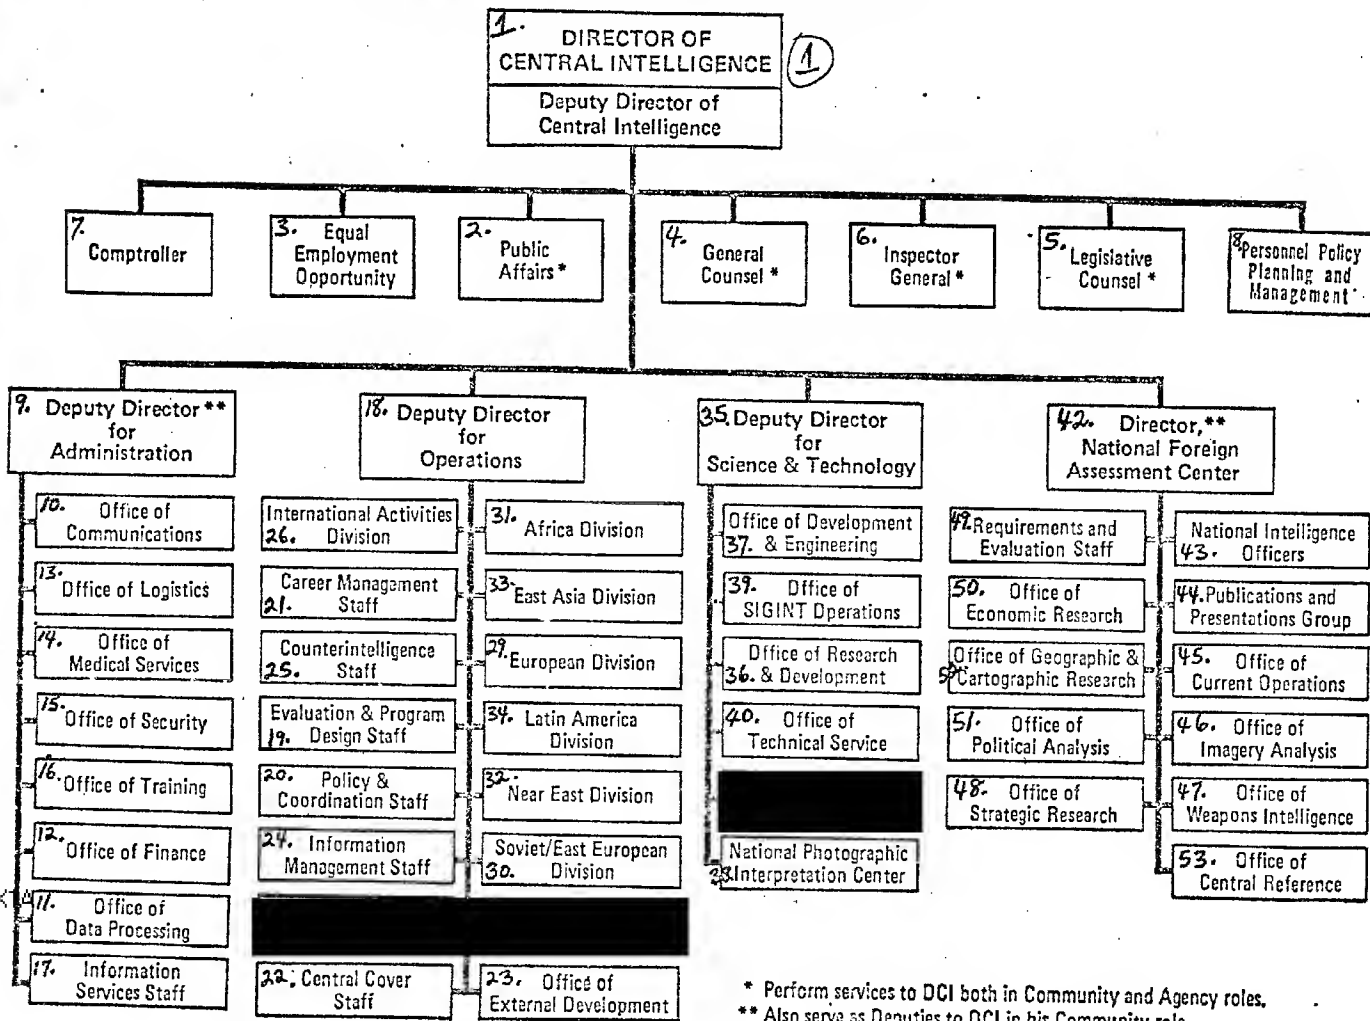 1.
DIRECTOR OF
CENTRAL INTELLIGENCE
1
Deputy Director of
Central Intelligence
7.
Comptroller
3. Equal
Employment
Opportunity
2.
Public
Affairs*
4.
General
Counsel*
6.
Inspector
General*
5.
Legislative
Counsel*
8. Personnel Policy
Planning and
Management
9. Deputy Director**
for
Administration
18. Deputy Director
for
Operations
35. Deputy Director
for
Science & Technology
42. Director,**
National Foreign
Assessment Center
10. Office of
Communications
13.
Office of Logistics
14. Office of
Medical Services
15.
Office of Security
16.
Office of Training
12.
Office of Finance
11. Office of
Data Processing
17. Information
Services Staff
International Activities
26. Division
Career Management
21. Staff
Counterintelligence
25. Staff
Evaluation & Program
19. Design Staff
20. Policy &
Coordination Staff
24. Information
Management Staff
22. Central Cover
Staff
31.
Africa Division
33.
East Asia Division
29.
European Division
34. Latin America
Division
32.
Near East Division
Soviet/East European
30. Division
23. Office of
External Development
Office of Development
37. & Engineering
39. Office of
SIGINT Operations
Office of Research
36. & Development
40. Office of
Technical Service
National Photographic
Interpretation Center
49. Requirements and
Evaluation Staff
50. Office of
Economic Research
Office of Geographic &
Cartographic Research
51. Office of
Political Analysis
48. Office of
Strategic Research
National Intelligence
43. Officers
44. Publications and
Presentations Group
45. Office of
Current Operations
46. Office of
Imagery Analysis
47. Office of
Weapons Intelligence
53. Office of
Central Reference
* Perform services to DCI both in Community and Agency roles.
** Also serve as Deputies to DCI in his Community role